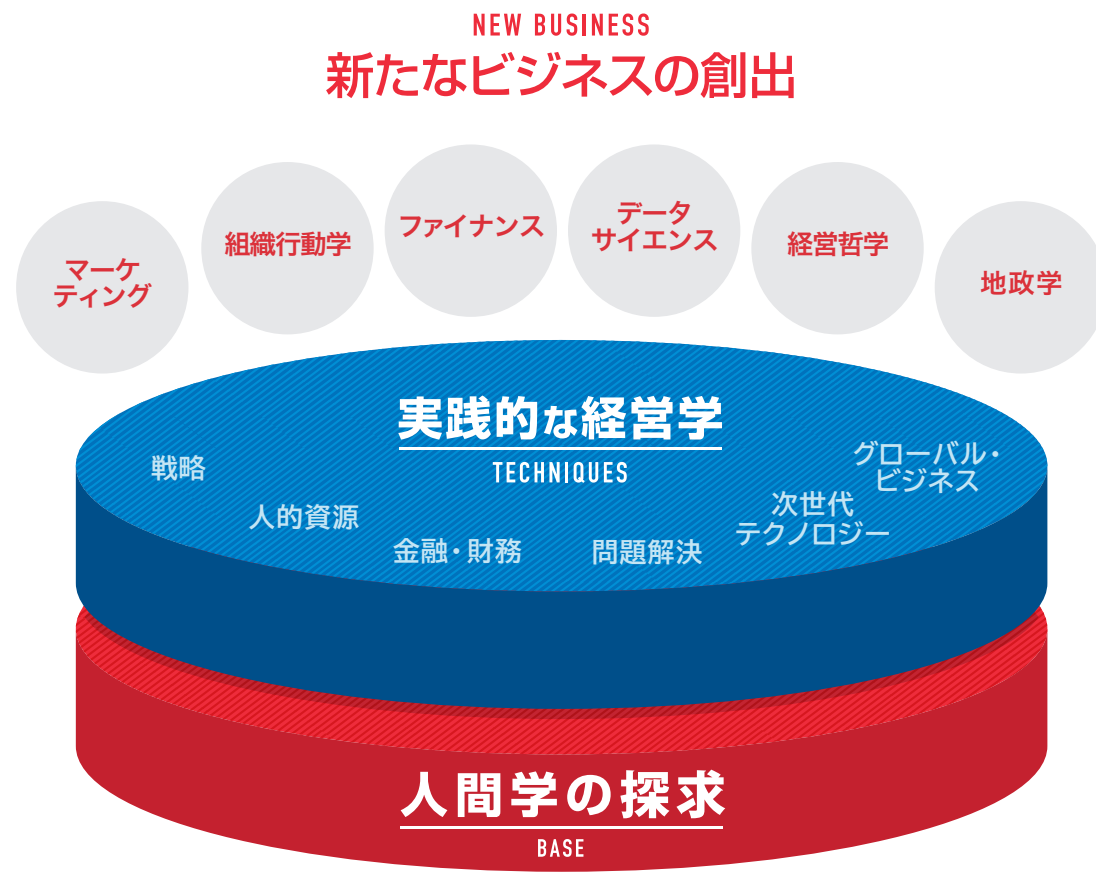 NEW BUSINESS
新たなビジネスの創出
マーケ
ティング
組織行動学
ファイナンス
データ
サイエンス
経営哲学
地政学
実践的な経営学
TECHNIQUES
戦略
人的資源
金融・財務
問題解決
次世代
テクノロジー
グローバル・
ビジネス
人間学の探求
BASE